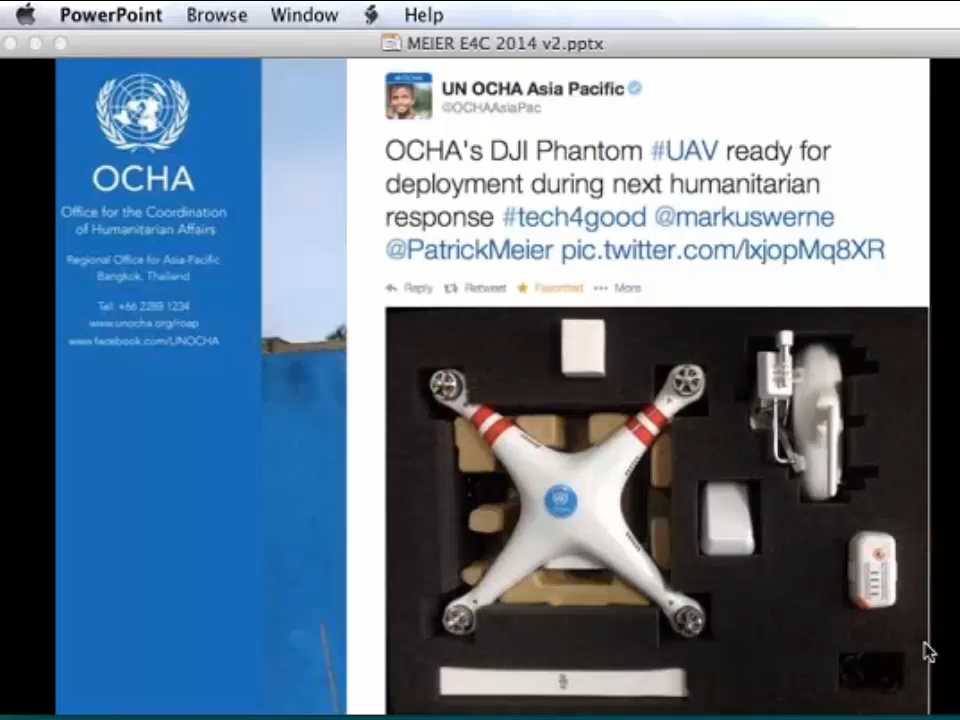 PowerPoint Browse Window Help
MEIER E4C 2014 v2.pptx
OCHA
Office for the Coordination
of Humanitarian Affairs
Regional Office for Asia-Pacific
Bangkok, Thailand
Tel: +66 2288 1234
www.unocha.org/roap
www.facebook.com/UNOCHA
UN OCHA Asia Pacific
@OCHAAsiaPac
OCHA's DJI Phantom #UAV ready for
deployment during next humanitarian
response #tech4good @markuswerne
@PatrickMeier pic.twitter.com/lxjopMq8XR
Reply Retweet Favorited More